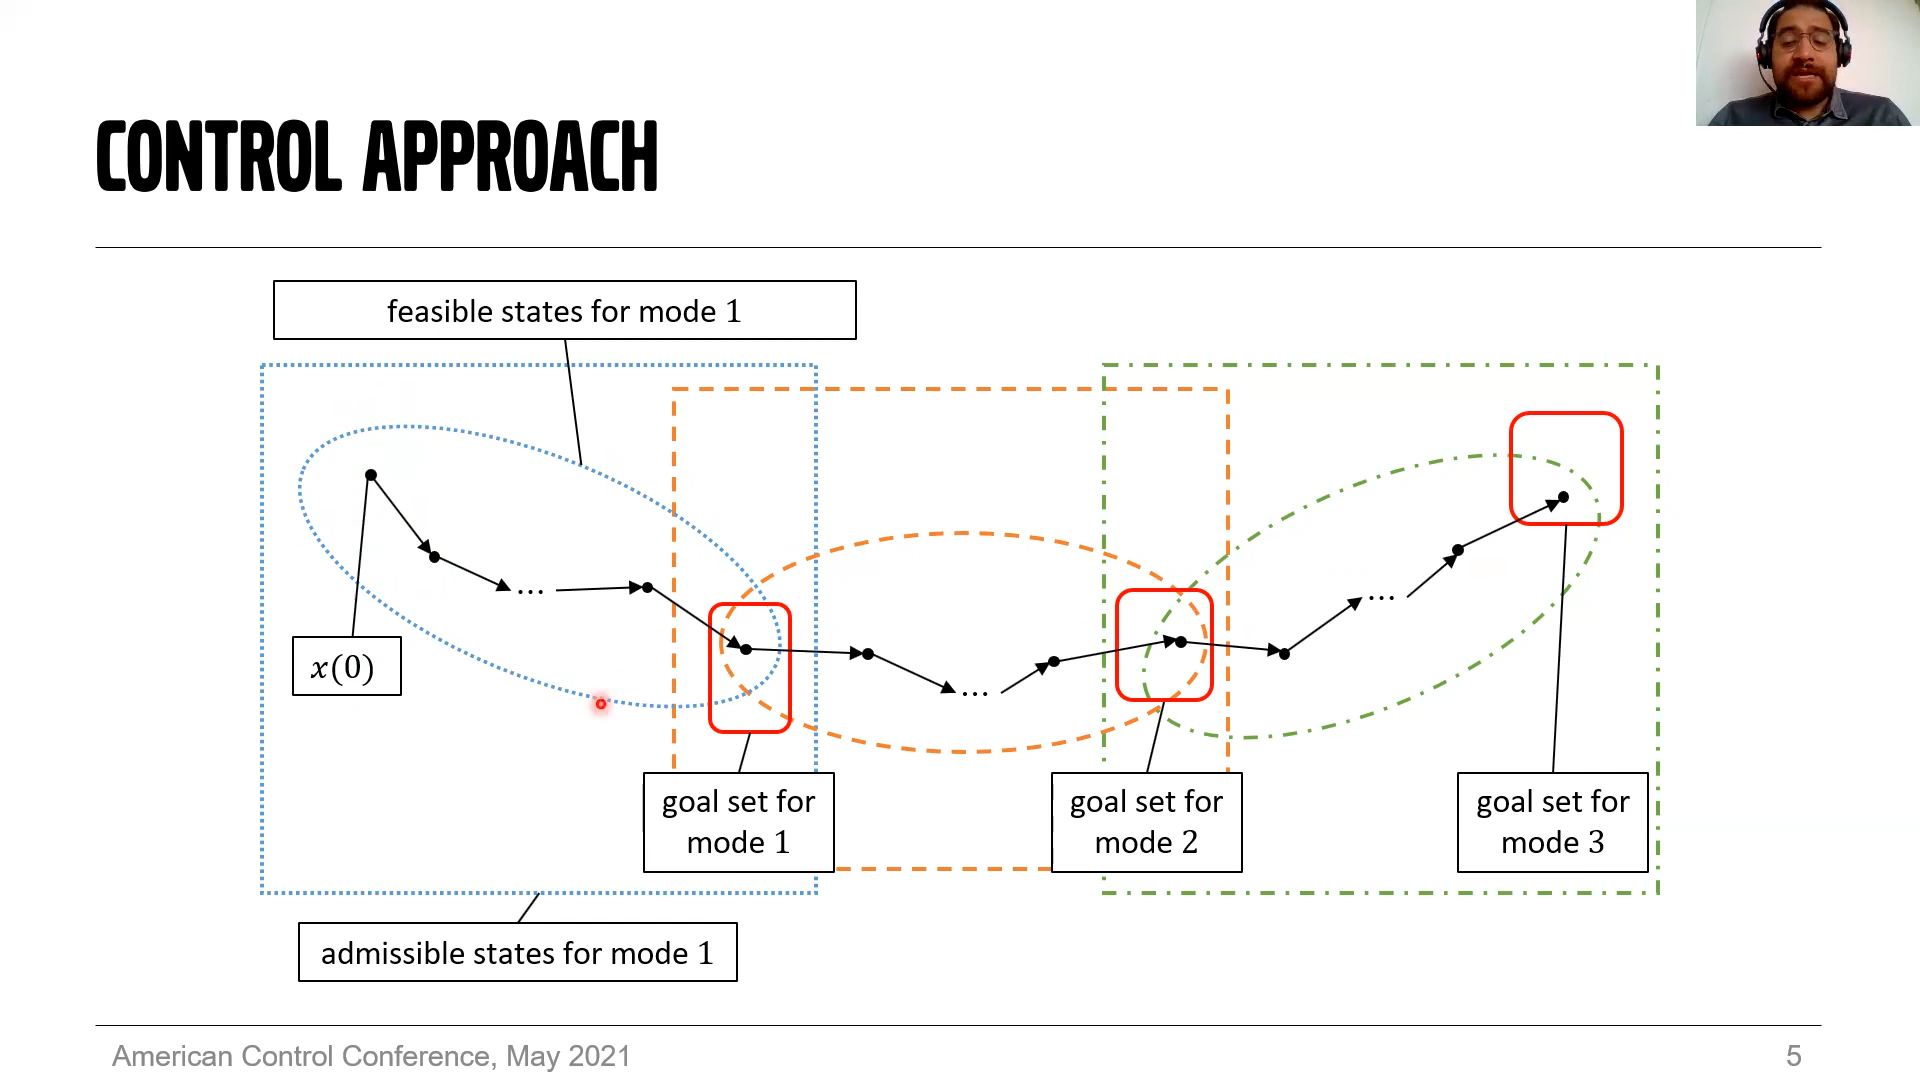 CONTROL APPROACH
feasible states for mode 1
...
...
...
x(0)
goal set for
mode 1
goal set for
mode 2
goal set for
mode 3
admissible states for mode 1
American Control Conference, May 2021
5